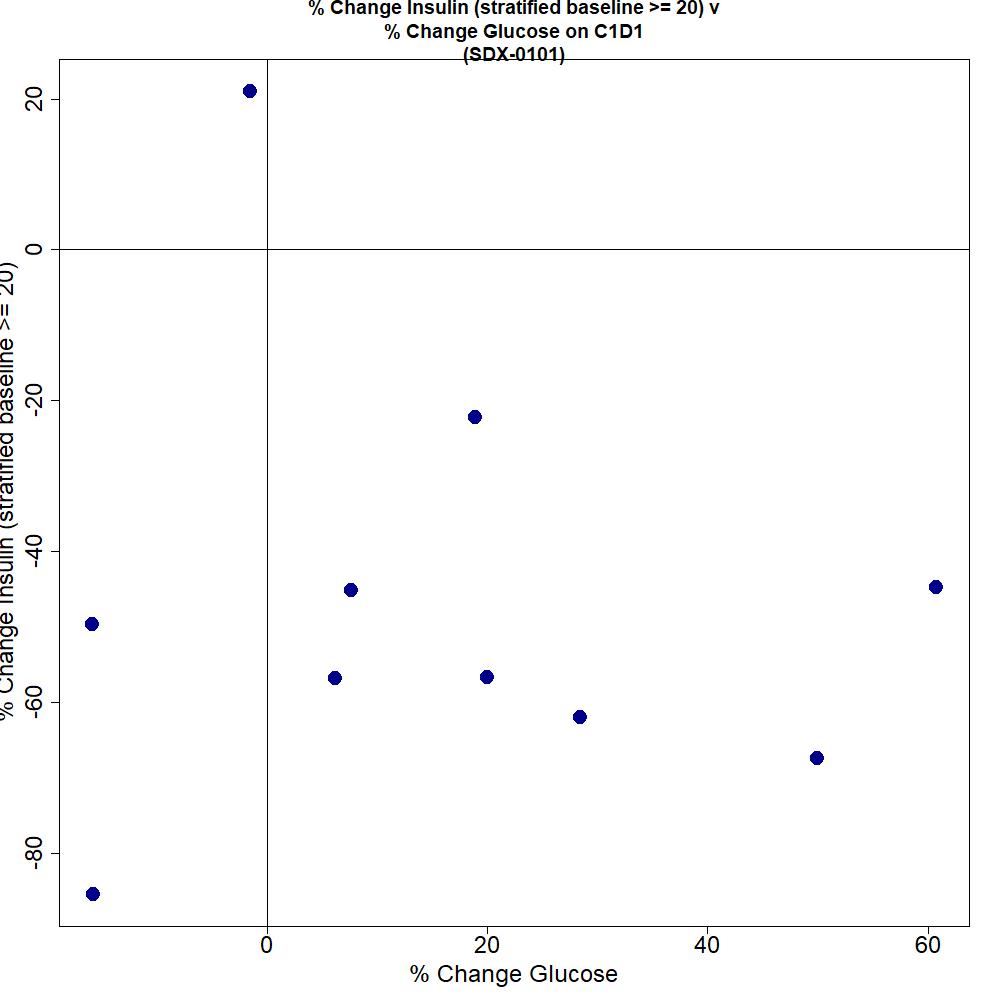 % Change Insulin (stratified baseline >= 20) v
% Change Glucose on C1D1
(SDX-0101)
% Change Insulin (stratified baseline >= 20)
20
0
-20
-40
-60
-80
0 20 40 60
% Change Glucose